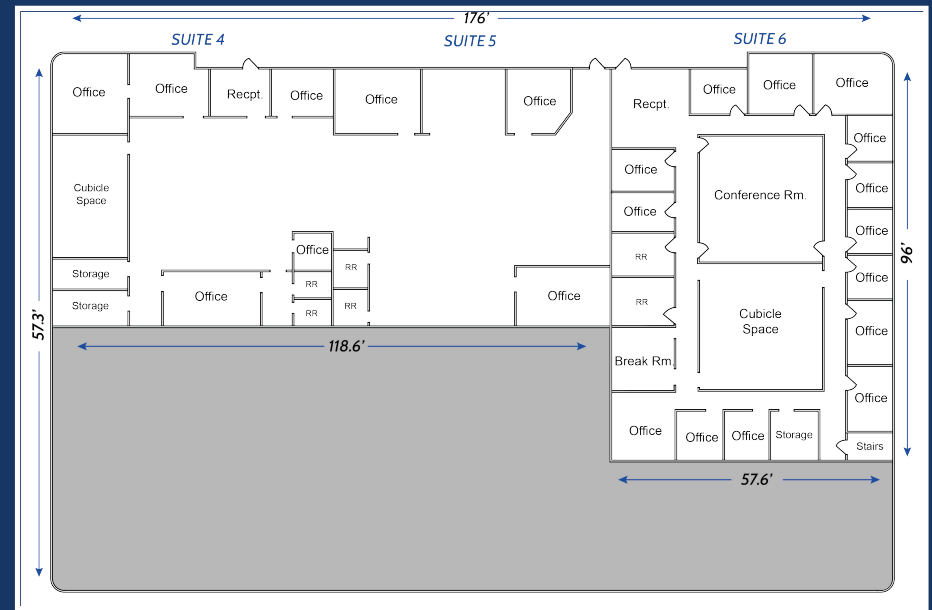 176'
SUITE 4
SUITE 5
SUITE 6
Office
Office
Recpt.
Office
Office
Office
Recpt.
Office
Office
Office
Office
Office
Office
Conference Rm.
Office
Cubicle
Space
Office
Office
Office
RR
RR
96'
Storage
Office
RR
Office
Storage
Office
RR
RR
Office
RR
Cubicle
Space
Office
57.3'
118.6'
Break Rm.
Office
Office
Office
Office
Storage
Stairs
57.6'